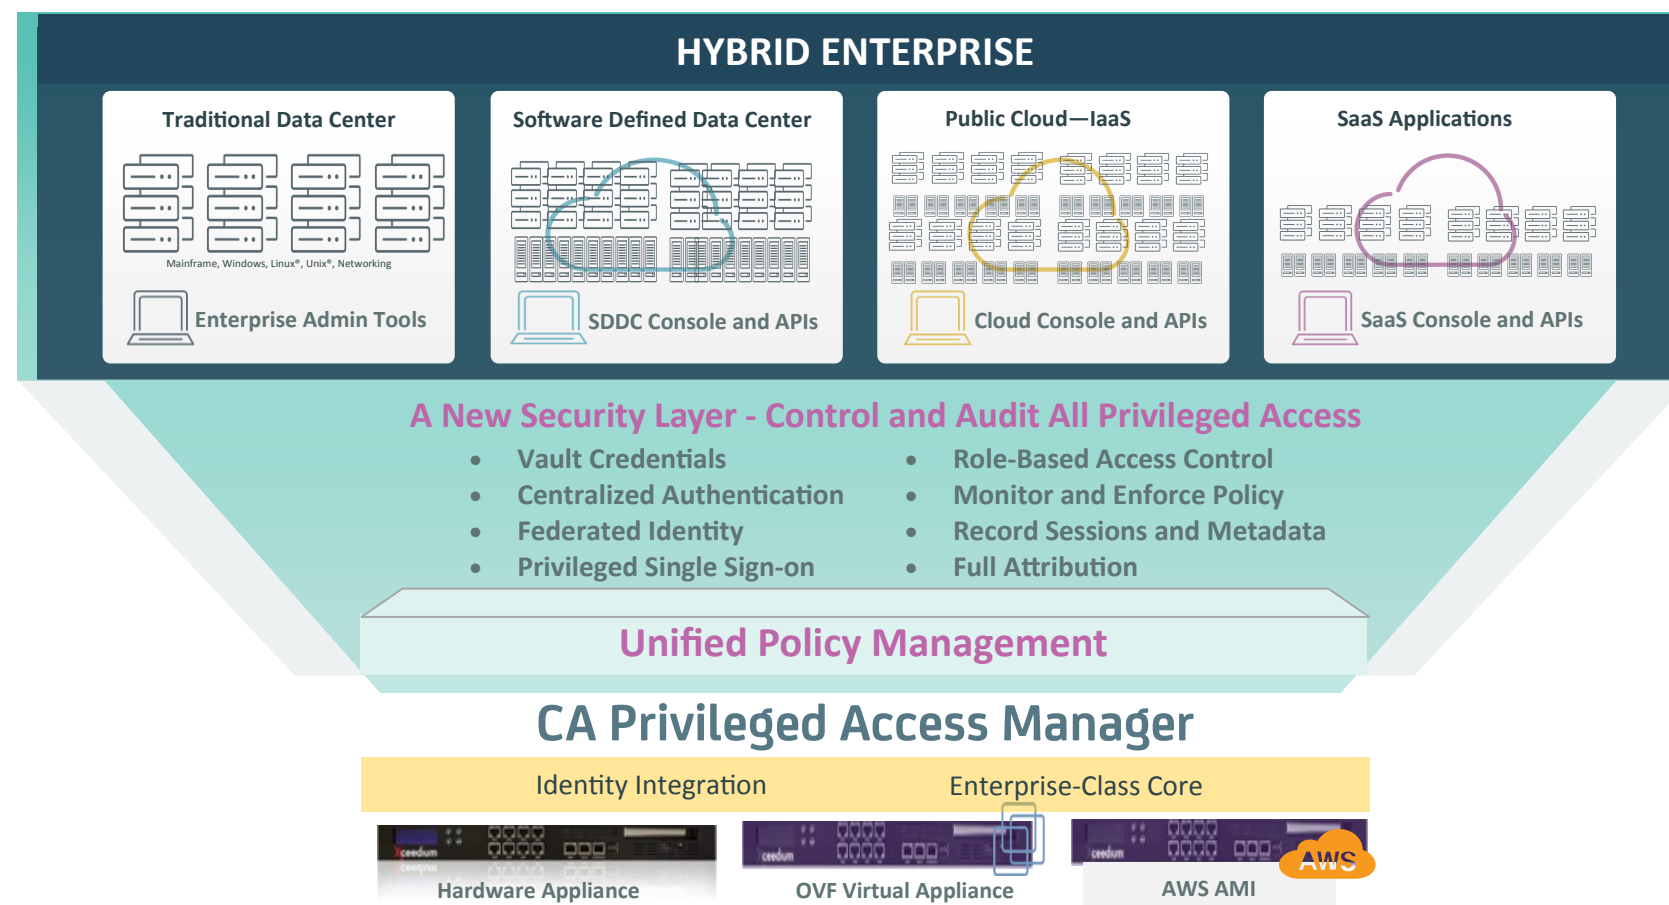 HYBRID ENTERPRISE
Traditional Data Center
Mainframe, Windows, Linux®, Unix®, Networking
Enterprise Admin Tools
Software Defined Data Center
SDDC Console and APIs
Public Cloud—IaaS
Cloud Console and APIs
SaaS Applications
SaaS Console and APIs
A New Security Layer - Control and Audit All Privileged Access
• Vault Credentials
• Centralized Authentication
• Federated Identity
• Privileged Single Sign-on
• Role-Based Access Control
• Monitor and Enforce Policy
• Record Sessions and Metadata
• Full Attribution
Unified Policy Management
CA Privileged Access Manager
Identity Integration
Enterprise-Class Core
Xceedium
Hardware Appliance
ceedium
OVF Virtual Appliance
ceedium
AWS
AWS AMI